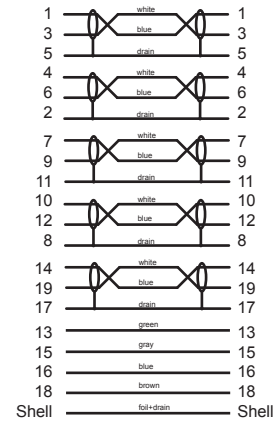 1 white 1
3 blue 3
5 drain 5
4 white 4
6 blue 6
2 drain 2
7 white 7
9 blue 9
11 drain 11
10 white 10
12 blue 12
8 drain 8
14 white 14
19 blue 19
17 drain 17
13 green 13
15 gray 15
16 blue 16
18 brown 18
Shell foil+drain Shell